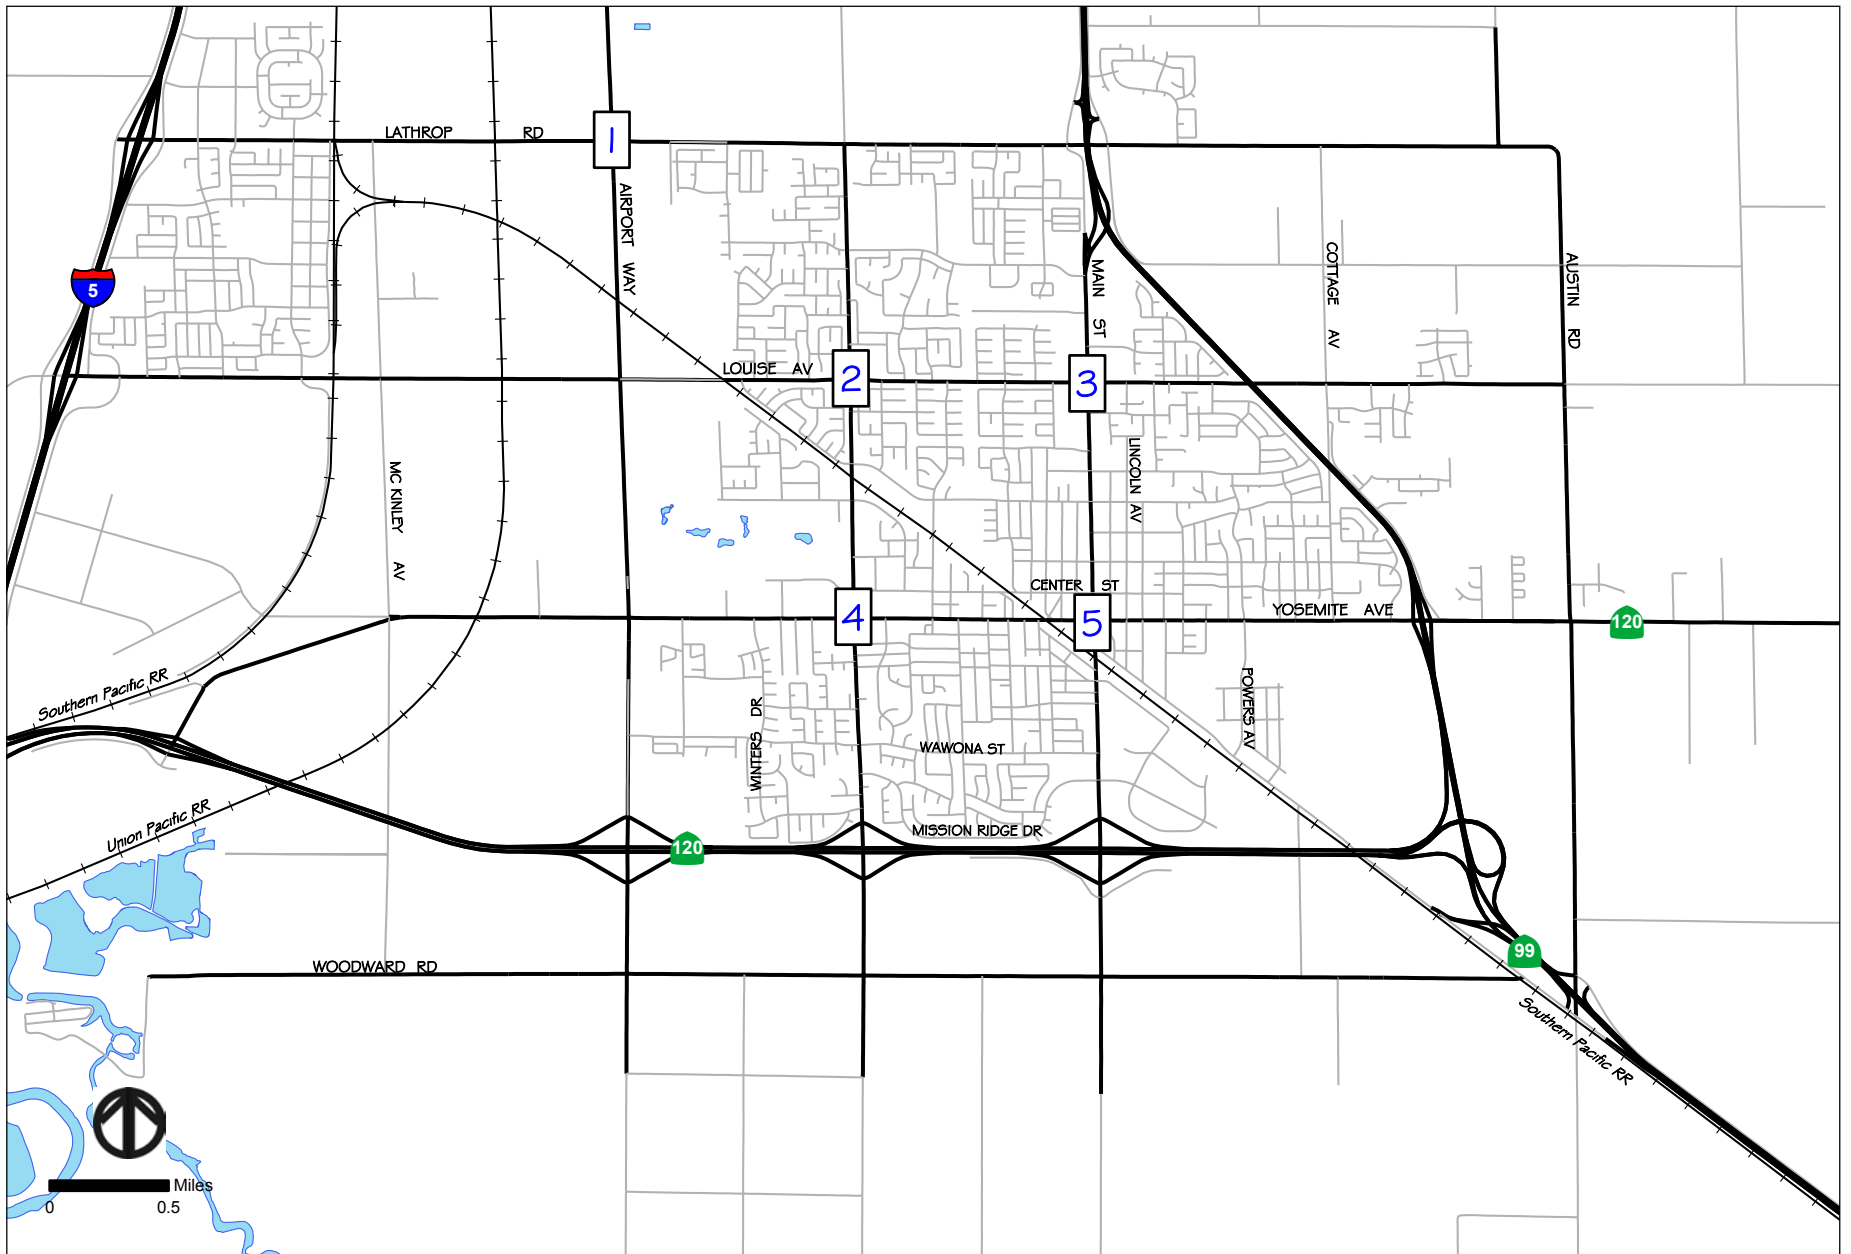 LATHROP RD
1
AIRPORT WAY
5
MAIN ST
COTTAGE AV
AUSTIN RD
LOUISE AV
2
3
MC KINLEY AV
LINCOLN AV
CENTER ST
4
5
YOSEMITE AVE
120
Southern Pacific RR
POWERS AV
WINTERS DR
WAWONA ST
Union Pacific RR
MISSION RIDGE DR
120
99
WOODWARD RD
Southern Pacific RR
Miles
0 0.5